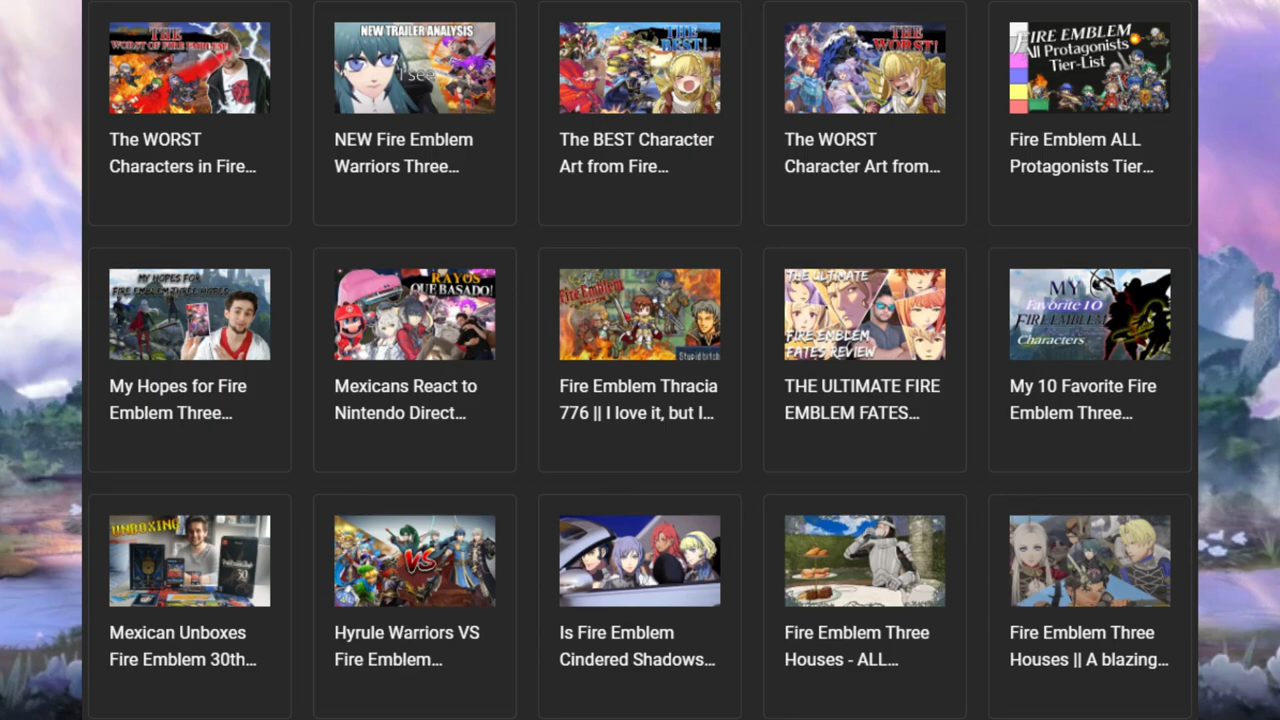 THE
WORST OF FIRE EMBLEM!
NEW TRAILER ANALYSIS
I see
THE
BEST!
THE
WORST!
FIRE EMBLEM
All Protagonists
Tier-List
The WORST
Characters in Fire...
NEW Fire Emblem
Warriors Three...
The BEST Character
Art from Fire...
The WORST
Character Art from...
Fire Emblem ALL
Protagonists Tier...
MY HOPES FOR
FIRE EMBLEM THREE HOPES
RAYOS
QUE BASADO!
Fire Emblem
Stupid bitch
THE ULTIMATE
FIRE EMBLEM
FATES REVIEW
MY
Favorite 10
FIRE EMBLEM
Characters
My Hopes for Fire
Emblem Three...
Mexicans React to
Nintendo Direct...
Fire Emblem Thracia
776 || I love it, but I...
THE ULTIMATE FIRE
EMBLEM FATES...
My 10 Favorite Fire
Emblem Three...
UNBOXING
30
VS
Mexican Unboxes
Fire Emblem 30th...
Hyrule Warriors VS
Fire Emblem...
Is Fire Emblem
Cindered Shadows...
Fire Emblem Three
Houses - ALL...
Fire Emblem Three
Houses || A blazing...